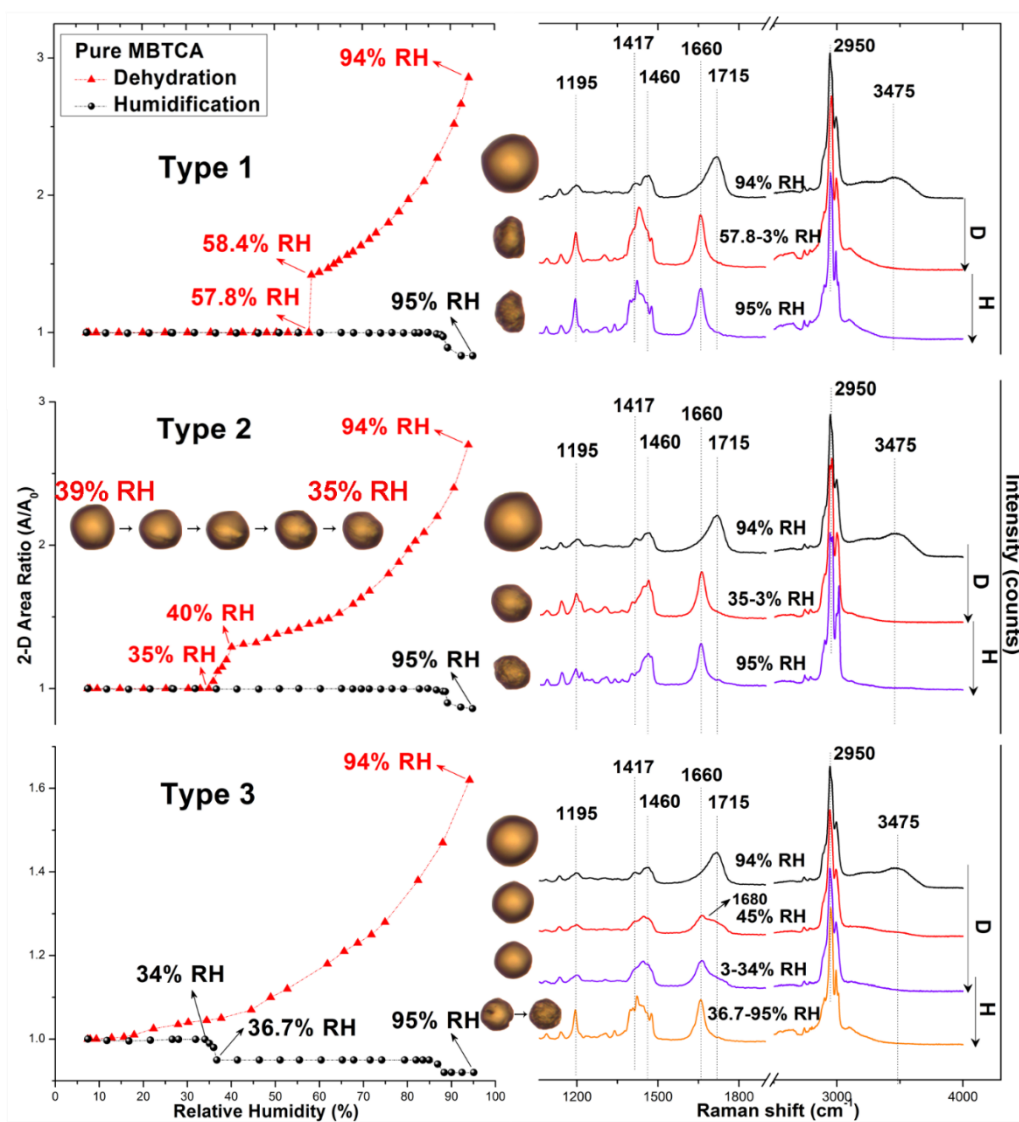 Pure MBTCA
Dehydration
Humidification
Type 1
94% RH
58.4% RH
57.8% RH
95% RH
3
2
1
1195
1417
1460
1660
1715
2950
3475
94% RH
57.8-3% RH
95% RH
D
H
Type 2
94% RH
39% RH
35% RH
40% RH
35% RH
95% RH
3
2
1
2-D Area Ratio (A/A0)
1195
1417
1460
1660
1715
2950
3475
94% RH
35-3% RH
95% RH
D
H
Intensity (counts)
Type 3
94% RH
34% RH
36.7% RH
95% RH
1.6
1.4
1.2
1.0
0 10 20 30 40 50 60 70 80 90 100
Relative Humidity (%)
1195
1417
1460
1660
1715
2950
3475
1680
94% RH
45% RH
3-34% RH
36.7-95% RH
D
H
1200 1500 1800 3000 4000
Raman shift (cm-1)